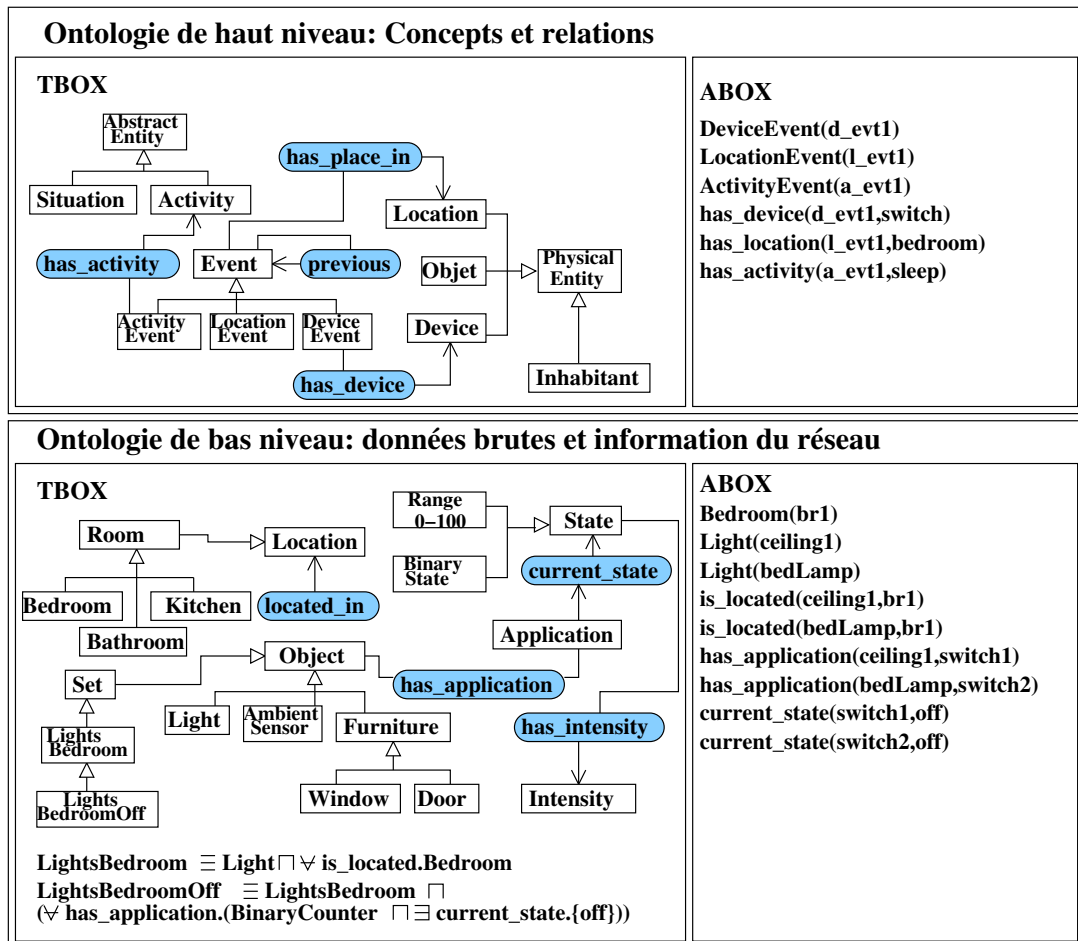 Ontologie de haut niveau: Concepts et relations
TBOX
Abstract
Entity
Situation
Activity
has_place_in
Location
has_activity
Event
previous
Objet
Physical
Entity
Activity
Event
Location
Event
Device
Event
Device
has_device
Inhabitant
ABOX
DeviceEvent(d_evt1)
LocationEvent(l_evt1)
ActivityEvent(a_evt1)
has_device(d_evt1,switch)
has_location(l_evt1,bedroom)
has_activity(a_evt1,sleep)
Ontologie de bas niveau: données brutes et information du réseau
TBOX
Range
0–100
State
Room
Location
Binary
State
current_state
Bedroom
Kitchen
located_in
Bathroom
Application
Object
Set
has_application
Light
Ambient
Sensor
Furniture
has_intensity
Lights
Bedroom
Lights
BedroomOff
Window
Door
Intensity
LightsBedroom ≡ Light ⊓ ∀ is_located.Bedroom
LightsBedroomOff ≡ LightsBedroom ⊓
(∀ has_application.(BinaryCounter ⊓ ∃ current_state.{off}))
ABOX
Bedroom(br1)
Light(ceiling1)
Light(bedLamp)
is_located(ceiling1,br1)
is_located(bedLamp,br1)
has_application(ceiling1,switch1)
has_application(bedLamp,switch2)
current_state(switch1,off)
current_state(switch2,off)